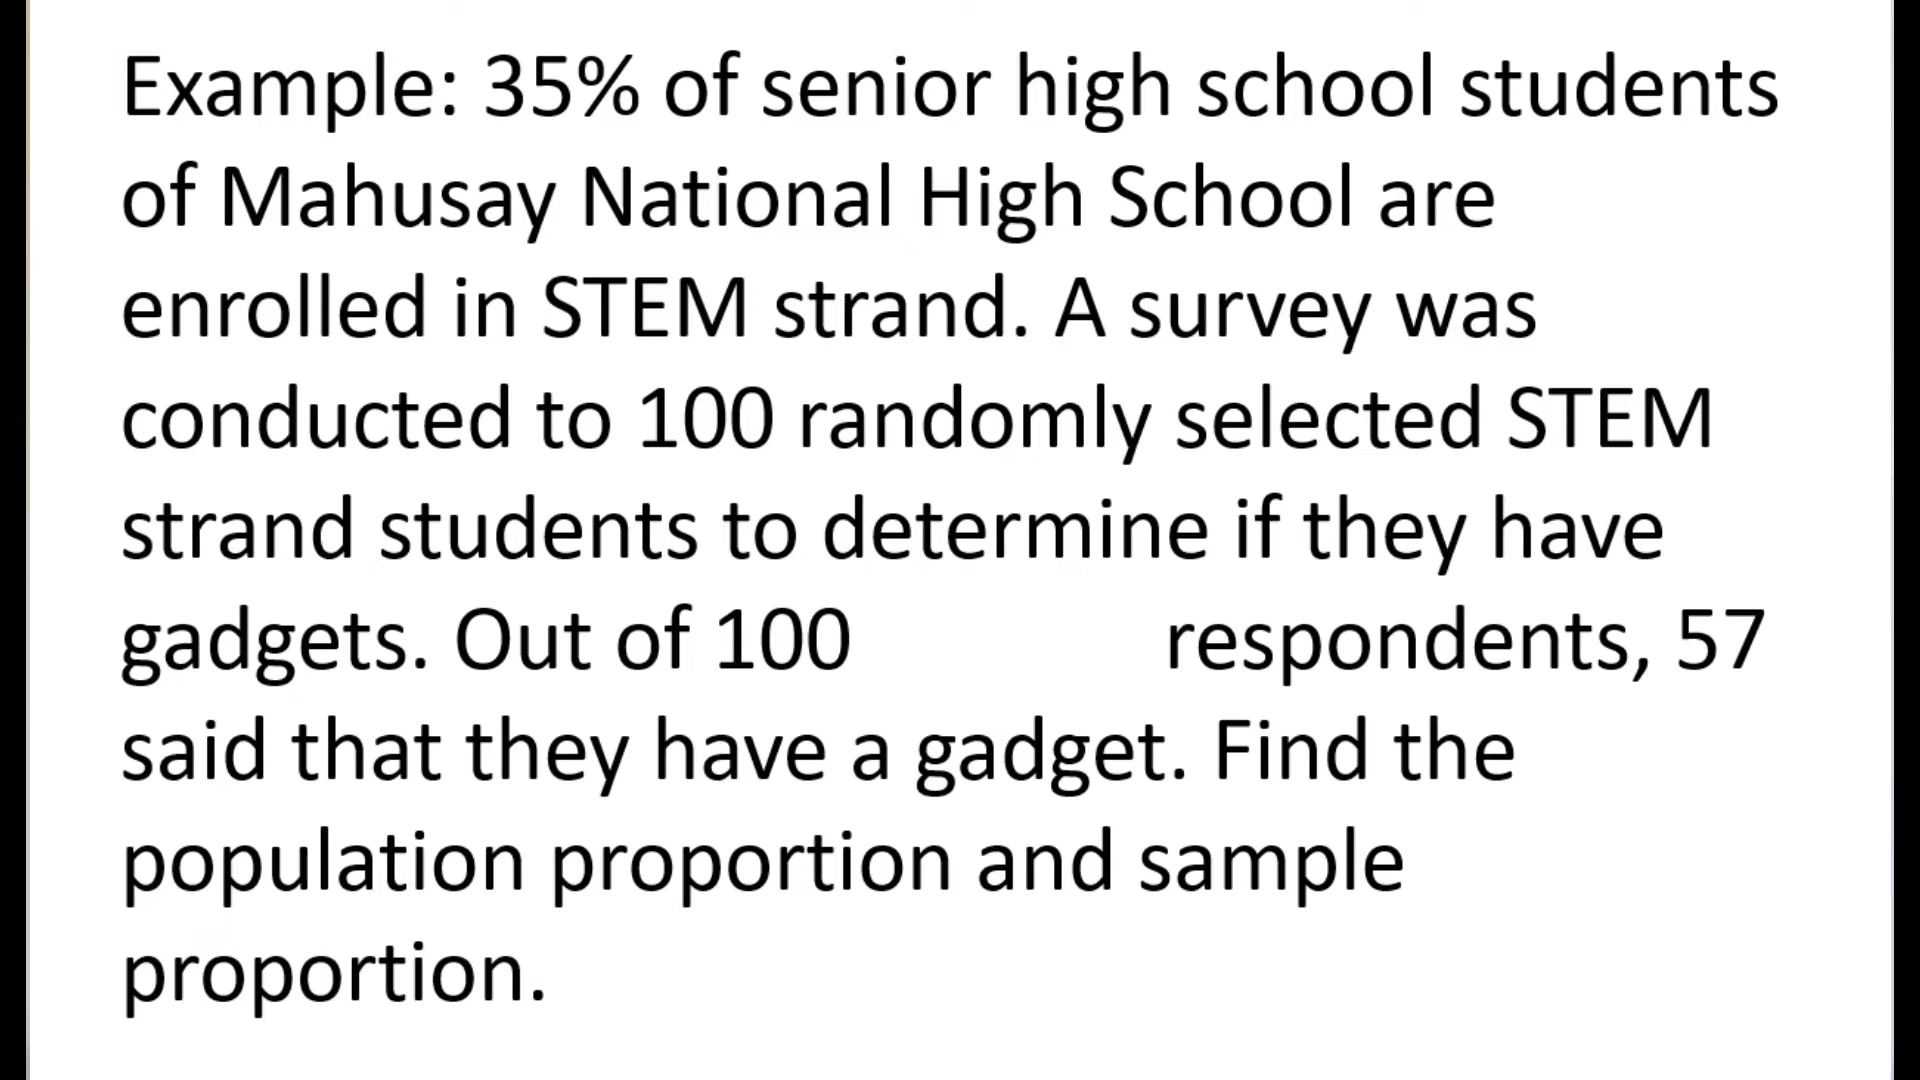 Example: 35% of senior high school students
of Mahusay National High School are
enrolled in STEM strand. A survey was
conducted to 100 randomly selected STEM
strand students to determine if they have
gadgets. Out of 100 respondents, 57
said that they have a gadget. Find the
population proportion and sample
proportion.